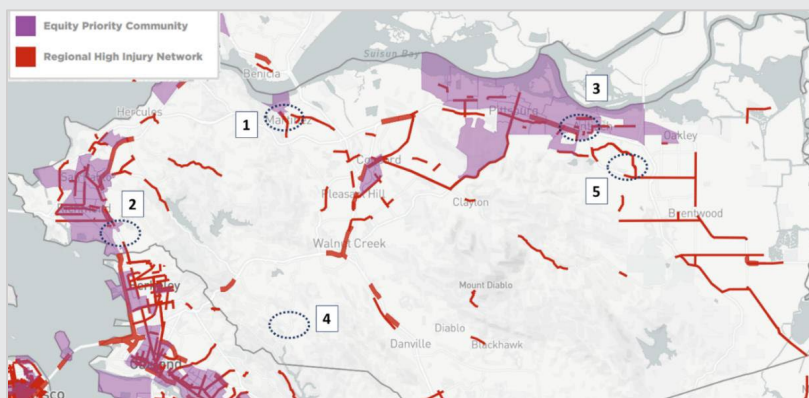 Equity Priority Community
Regional High Injury Network
Suisun Bay
Benicia
3
Hercules
1
Pittsburg
Oakley
2
5
Pleasant Hill
Clayton
Brentwood
Walnut Creek
Mount Diablo
4
Diablo
Danville
Blackhawk